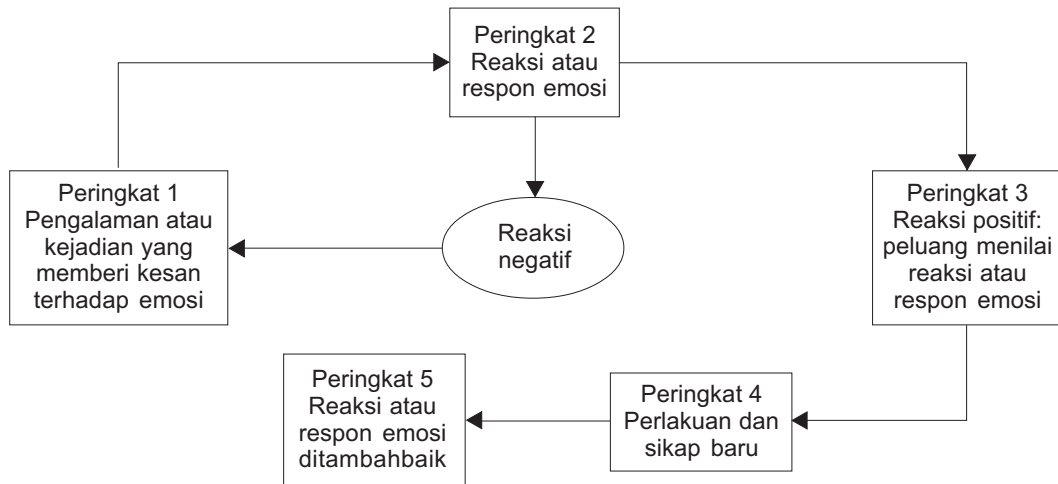 Peringkat 2
Reaksi atau
respon emosi
Peringkat 1
Pengalaman atau
kejadian yang
memberi kesan
terhadap emosi
Reaksi
negatif
Peringkat 3
Reaksi positif:
peluang menilai
reaksi atau
respon emosi
Peringkat 4
Perlakuan dan
sikap baru
Peringkat 5
Reaksi atau
respon emosi
ditambahbaik